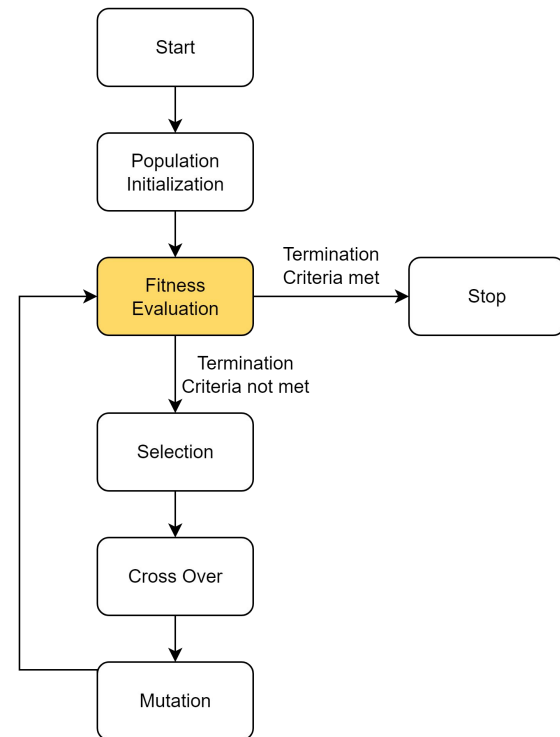 Start
Population
Initialization
Fitness
Evaluation
Termination
Criteria met
Stop
Termination
Criteria not met
Selection
Cross Over
Mutation